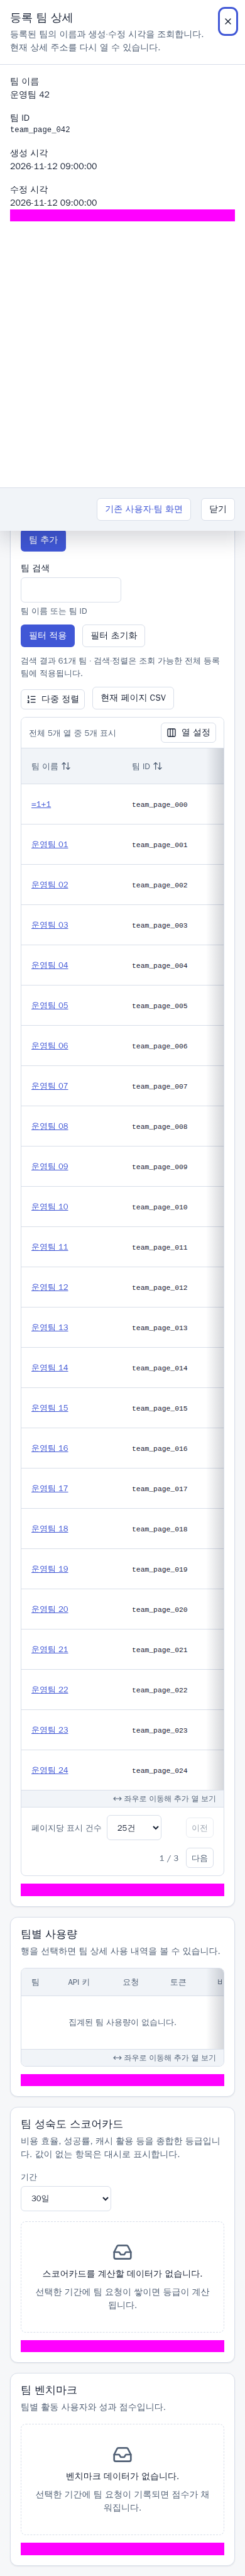 등록 팀 상세
등록된 팀의 이름과 생성·수정 시각을 조회합니다.
현재 상세 주소를 다시 열 수 있습니다.
팀 이름
운영팀 42
팀 ID
team_page_042
생성 시각
2026-11-12 09:00:00
수정 시각
2026-11-12 09:00:00
기존 사용자·팀 화면
닫기
팀 추가
팀 검색
팀 이름 또는 팀 ID
필터 적용
필터 초기화
검색 결과 61개 팀 · 검색·정렬은 조회 가능한 전체 등록
팀에 적용됩니다.
다중 정렬
현재 페이지 CSV
전체 5개 열 중 5개 표시
열 설정
팀 이름
팀 ID
=1+1
team_page_000
운영팀 01
team_page_001
운영팀 02
team_page_002
운영팀 03
team_page_003
운영팀 04
team_page_004
운영팀 05
team_page_005
운영팀 06
team_page_006
운영팀 07
team_page_007
운영팀 08
team_page_008
운영팀 09
team_page_009
운영팀 10
team_page_010
운영팀 11
team_page_011
운영팀 12
team_page_012
운영팀 13
team_page_013
운영팀 14
team_page_014
운영팀 15
team_page_015
운영팀 16
team_page_016
운영팀 17
team_page_017
운영팀 18
team_page_018
운영팀 19
team_page_019
운영팀 20
team_page_020
운영팀 21
team_page_021
운영팀 22
team_page_022
운영팀 23
team_page_023
운영팀 24
team_page_024
↔ 좌우로 이동해 추가 열 보기
페이지당 표시 건수
25건
이전
1 / 3
다음
팀별 사용량
행을 선택하면 팀 상세 사용 내역을 볼 수 있습니다.
팀
API 키
요청
토큰
집계된 팀 사용량이 없습니다.
↔ 좌우로 이동해 추가 열 보기
팀 성숙도 스코어카드
비용 효율, 성공률, 캐시 활용 등을 종합한 등급입니
다. 값이 없는 항목은 대시로 표시합니다.
기간
30일
스코어카드를 계산할 데이터가 없습니다.
선택한 기간에 팀 요청이 쌓이면 등급이 계산
됩니다.
팀 벤치마크
팀별 활동 사용자와 성과 점수입니다.
벤치마크 데이터가 없습니다.
선택한 기간에 팀 요청이 기록되면 점수가 채
워집니다.